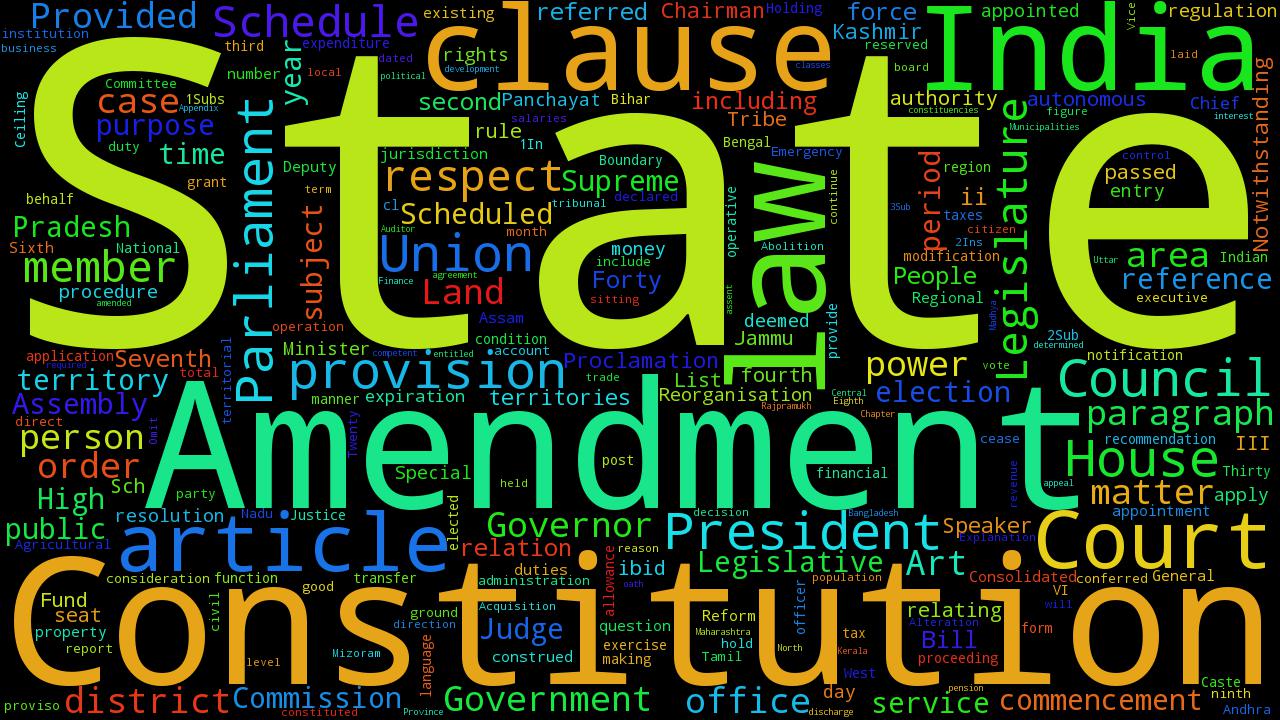 Provided
Schedule
existing
referred
Chairman
Holding
force
India
appointed
Vice
regulation
institution
business
third
expenditure
clause
rights
development
Kashmir
reserved
laid
State
number
local
year
dated
political
classes
board
Committee
case
1Subs
Appendix
Ceiling
purpose
duty
time
second
Panchayat
Bihar
including
Tribe
salaries
rule
1In
authority
constituencies
autonomous
figure
Municipalities
Chief
interest
Notwithstanding
Parliament
Deputy
jurisdiction
Boundary
Bengal
Emergency
law
grant
behalf
term
respect
Supreme
tribunal
declared
cl
Scheduled
Auditor
month
operative
continue
period
region
ii
taxes
citizen
3Sub
2Ins
modification
Legislature
control
passed
entry
Pradesh
Sixth
National
member
procedure
amended
subject
Union
Finance
agreement
Land
money
include
Forty
sitting
Abolition
assent
People
Regional
Madhya
Uttar
area
Indian
reference
executive
operation
Assam
condition
deemed
Jammu
provide
2Sub
determined
application
required
Seventh
total
territorial
Minister
competent
entitled
account
Proclamation
provision
trade
fourth
power
vote
notification
territory
Assembly
direct
manner
expiration
territories
List
Reorganisation
Rajpramukh
Central
Eighth
Chapter
election
Council
paragraph
person
Omit
Amendment
Twenty
post
cease
recommendation
III
order
Sch
Special
held
financial
revenue
House
Thirty
appeal
High
party
matter
apply
public
resolution
Nadu
Justice
elected
Governor
decision
President
Bangladesh
Speaker
Explanation
appointment
Court
Agricultural
article
relation
reason
Legislative
Art
Constitution
consideration
function
good
transfer
duties
administration
allowance
ibid
oath
population
Consolidated
conferred
General
VI
will
Fund
seat
property
report
civil
ground
direction
Acquisition
Judge
construed
question
exercise
making
Reform
Maharashtra
hold
Tamil
North
officer
tax
Kerala
relating
Alteration
Bill
proceeding
form
level
Mizoram
language
West
Caste
ninth
proviso
district
Commission
constituted
Province
Government
office
day
discharge
service
pension
commencement
Andhra